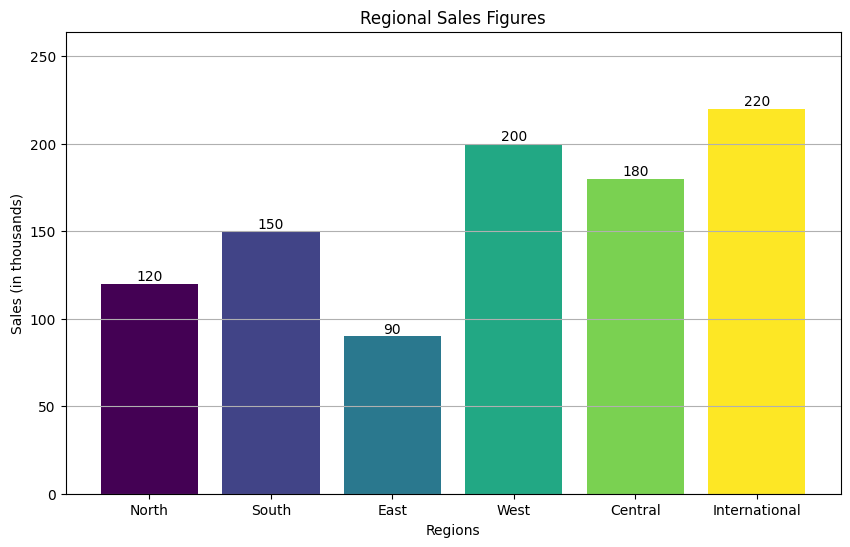 Regional Sales Figures
Sales (in thousands)
250
200
150
100
50
0
120
150
90
200
180
220
North
South
East
West
Central
International
Regions